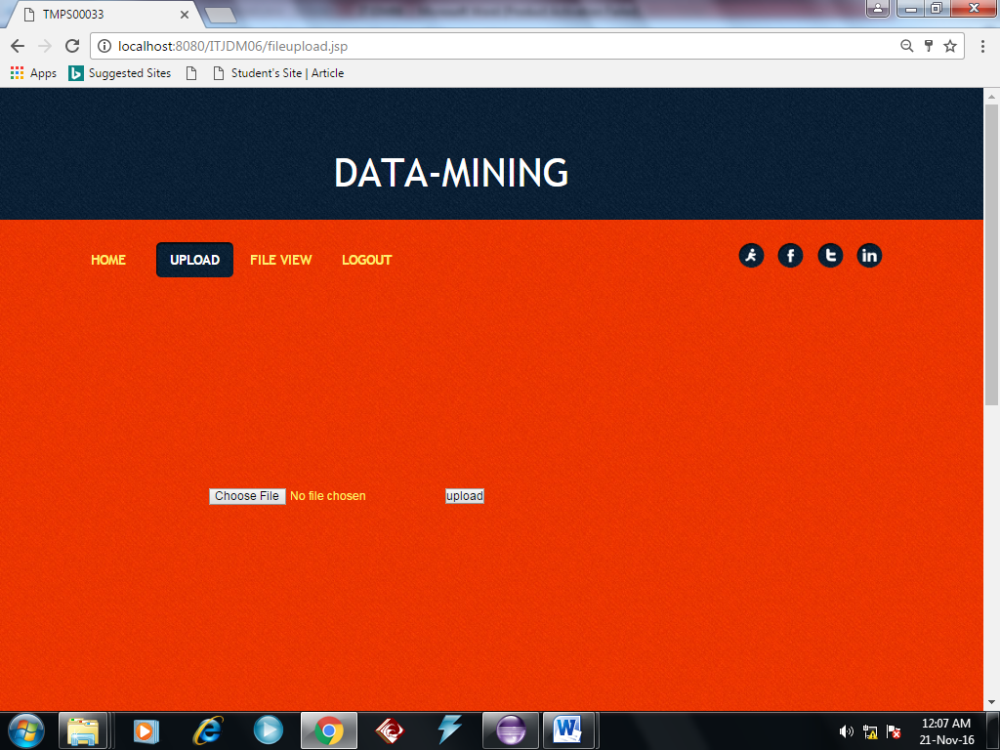 TMPS00033
localhost:8080/ITJDM06/fileupload.jsp
Apps Suggested Sites Student's Site | Article
DATA-MINING
HOME UPLOAD FILE VIEW LOGOUT
Choose File No file chosen upload
12:07 AM
21-Nov-16